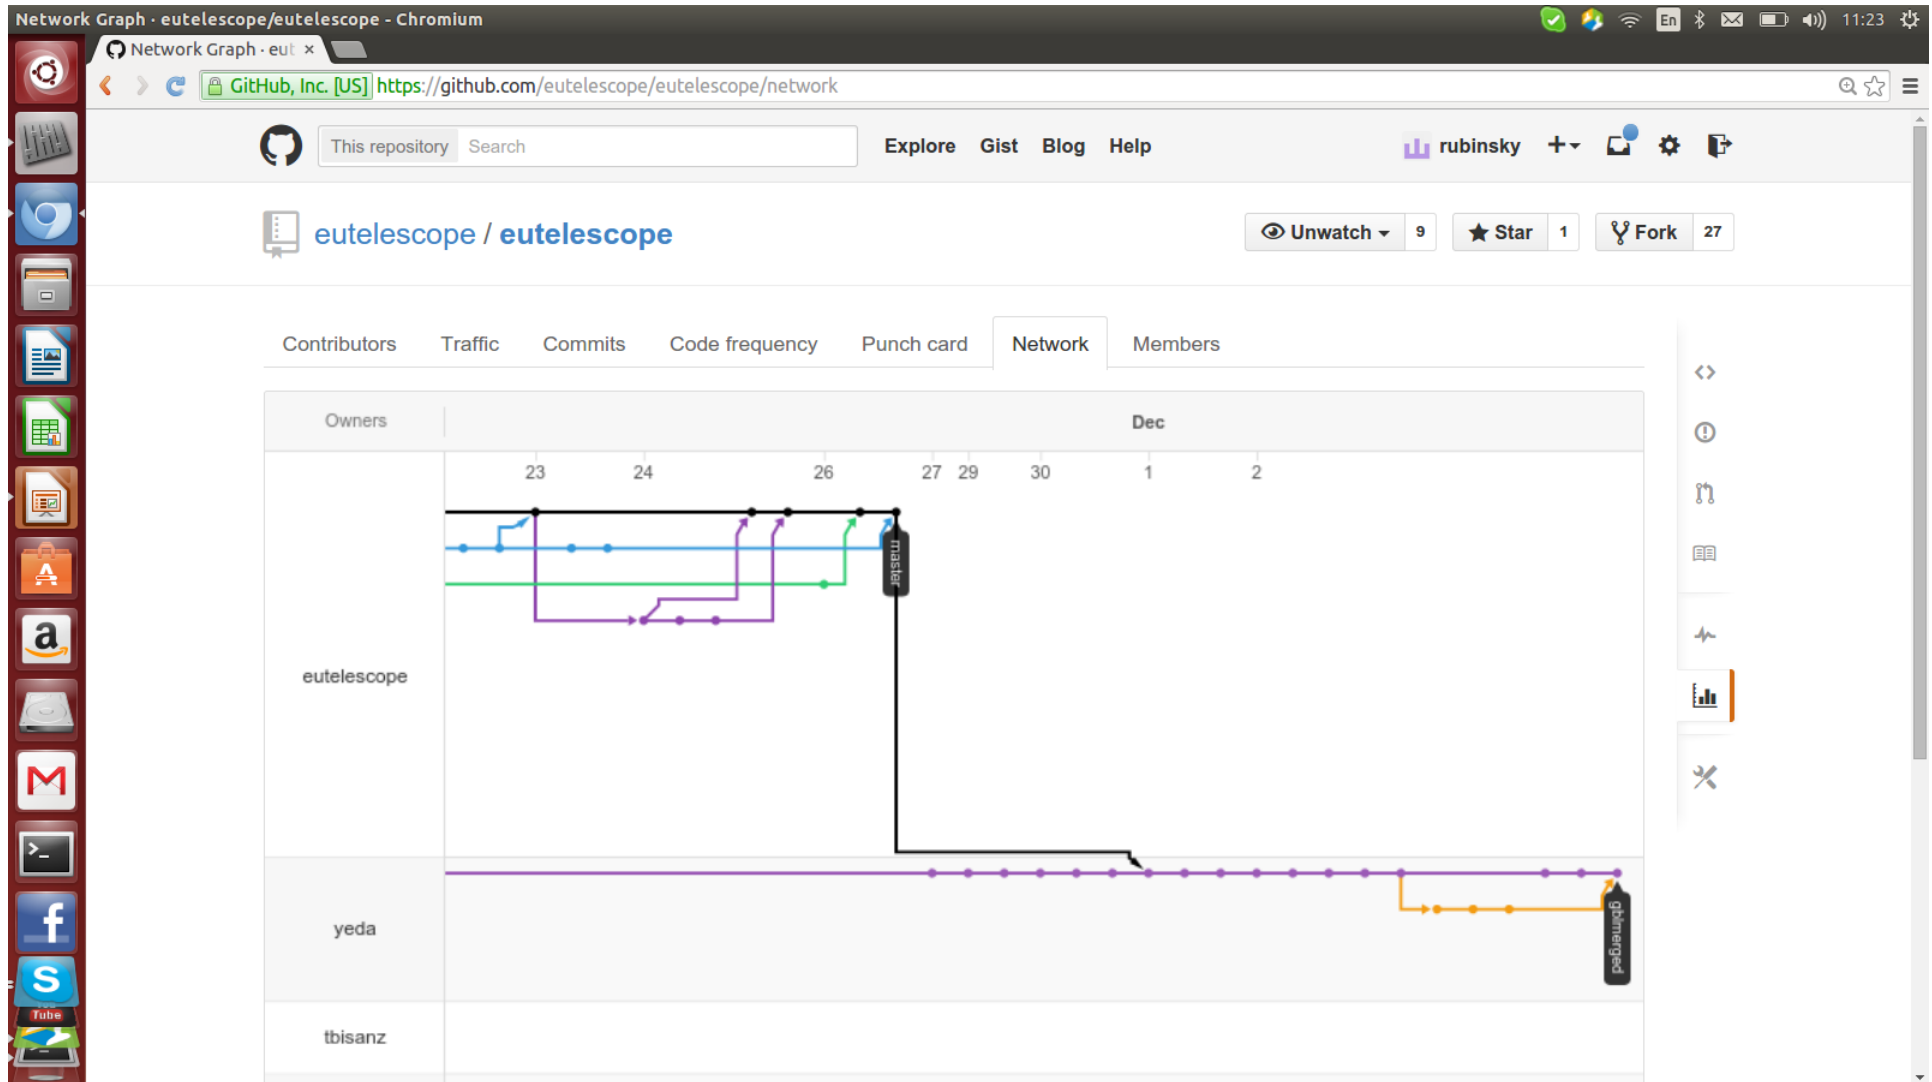 Network Graph · eutelescope/eutelescope - Chromium
En
11:23
Network Graph · eut ×
GitHub, Inc. [US] https://github.com/eutelescope/eutelescope/network
This repository Search
Explore Gist Blog Help
rubinsky
eutelescope / eutelescope
Unwatch 9
Star 1
Fork 27
Contributors Traffic Commits Code frequency Punch card Network Members
Owners
Dec
23 24 26 27 29 30 1 2
master
eutelescope
yeda
gblmerged
tbisanz
a
>_
f
S
Tube